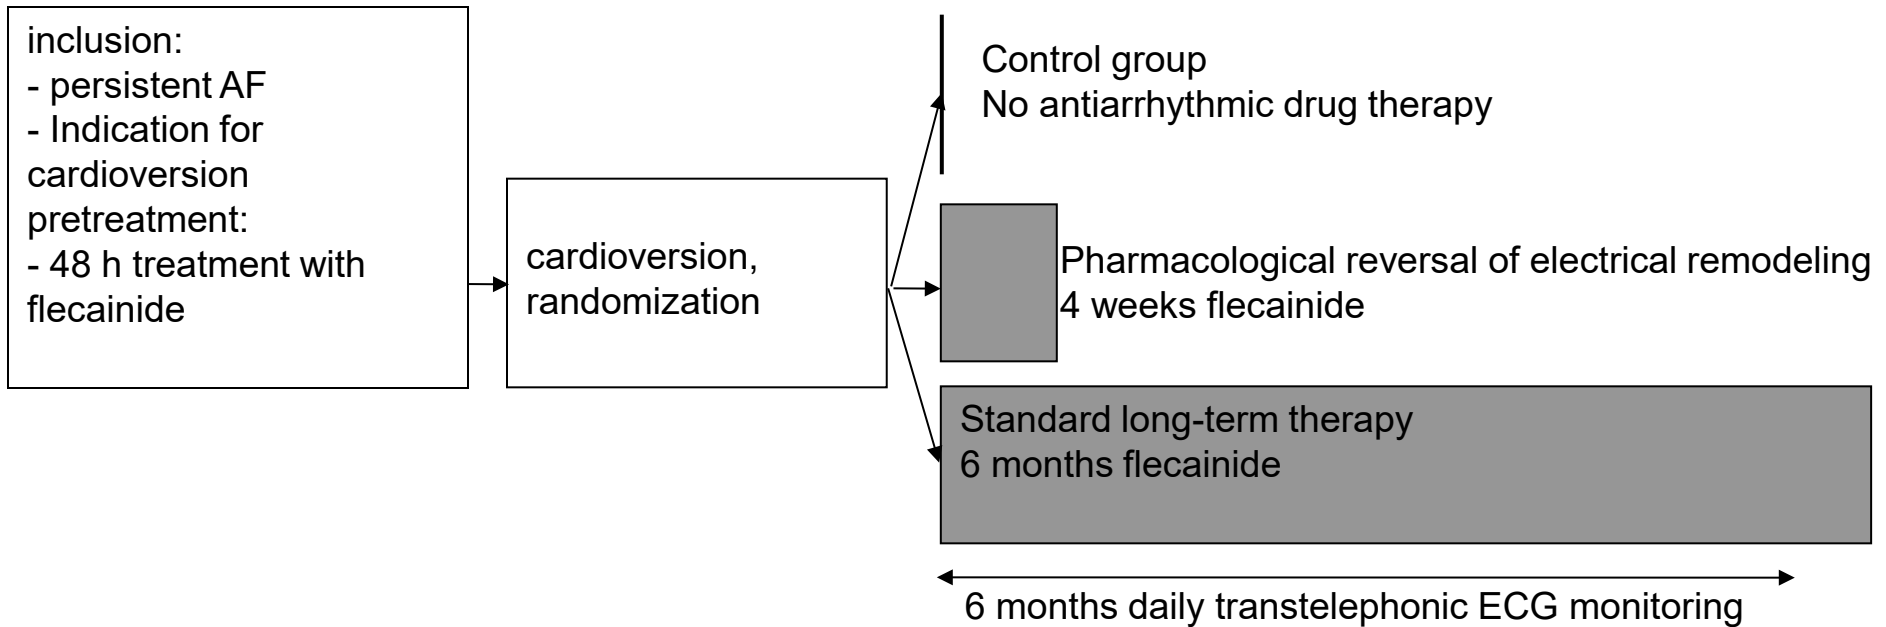 inclusion:
- persistent AF
- Indication for
cardioversion
pretreatment:
- 48 h treatment with
flecainide
cardioversion,
randomization
Control group
No antiarrhythmic drug therapy
Pharmacological reversal of electrical remodeling
4 weeks flecainide
Standard long-term therapy
6 months flecainide
6 months daily transtelephonic ECG monitoring